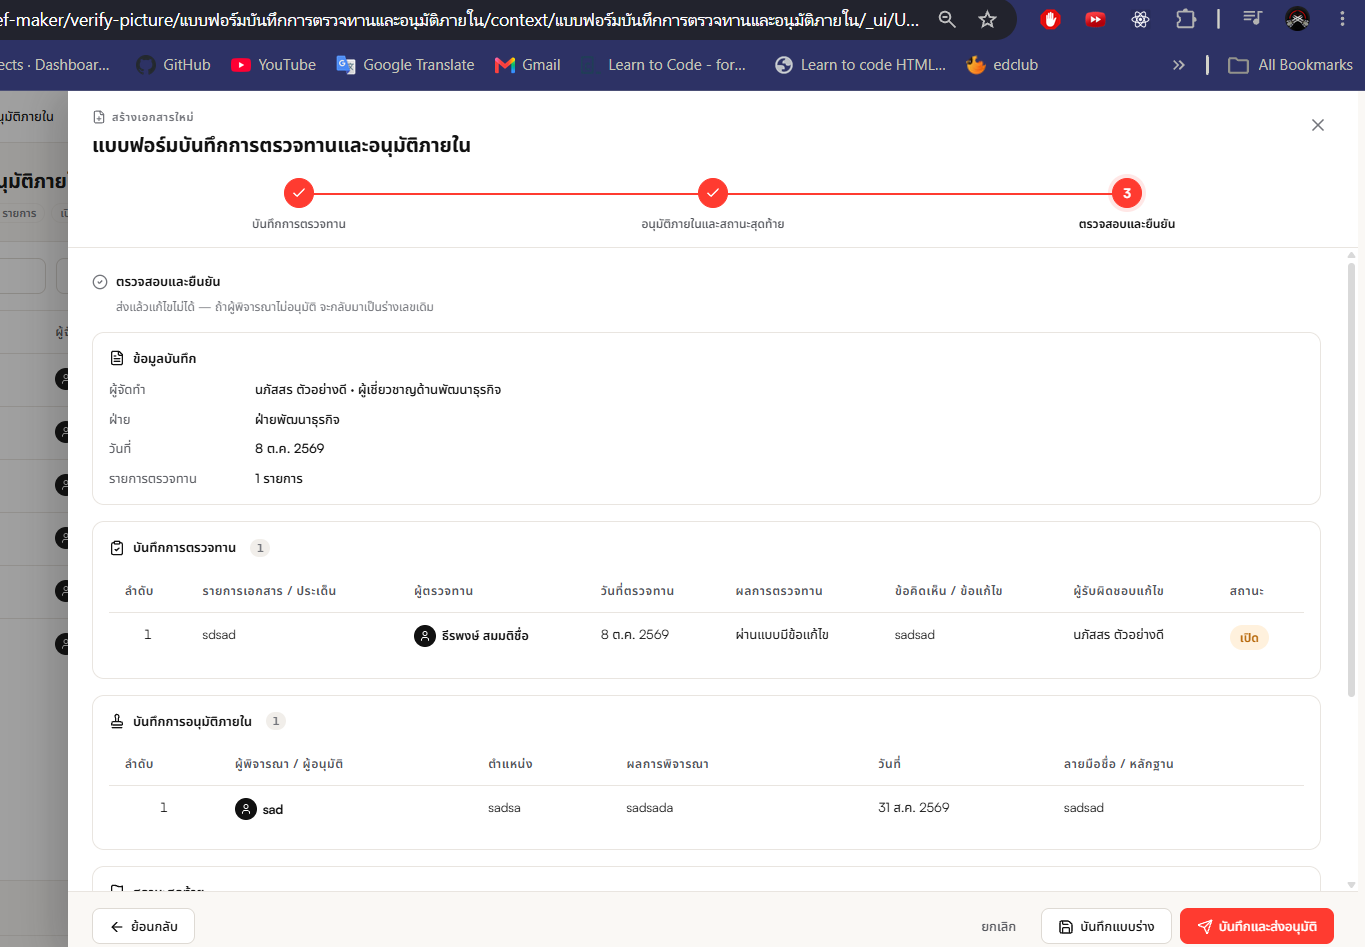 ef-maker/verify-picture/แบบฟอร์มบันทึกการตรวจทานและอนุมัติภายใน/context/แบบฟอร์มบันทึกการตรวจทานและอนุมัติภายใน/_ui/U...
ects · Dashboar... GitHub YouTube Google Translate Gmail Learn to Code - for... Learn to code HTML... edclub All Bookmarks
นุมัติภายใน
นุมัติภาย
รายการ
สร้างเอกสารใหม่
แบบฟอร์มบันทึกการตรวจทานและอนุมัติภายใน
3
บันทึกการตรวจทาน อนุมัติภายในและสถานะสุดท้าย ตรวจสอบและยืนยัน
ตรวจสอบและยืนยัน
ส่งแล้วแก้ไขไม่ได้ — ถ้าผู้พิจารณาไม่อนุมัติ จะกลับมาเป็นร่างเลขเดิม
ข้อมูลบันทึก
ผู้จัดทำ นภัสสร ตัวอย่างดี • ผู้เชี่ยวชาญด้านพัฒนาธุรกิจ
ฝ่าย ฝ่ายพัฒนาธุรกิจ
วันที่ 8 ต.ค. 2569
รายการตรวจทาน 1 รายการ
บันทึกการตรวจทาน 1
ลำดับ รายการเอกสาร / ประเด็น ผู้ตรวจทาน วันที่ตรวจทาน ผลการตรวจทาน ข้อคิดเห็น / ข้อแก้ไข ผู้รับผิดชอบแก้ไข สถานะ
1 sdsad ธีรพงษ์ สมมติชื่อ 8 ต.ค. 2569 ผ่านแบบมีข้อแก้ไข sadsad นภัสสร ตัวอย่างดี เปิด
บันทึกการอนุมัติภายใน 1
ลำดับ ผู้พิจารณา / ผู้อนุมัติ ตำแหน่ง ผลการพิจารณา วันที่ ลายมือชื่อ / หลักฐาน
1 sad sadsa sadsada 31 ส.ค. 2569 sadsad
ย้อนกลับ ยกเลิก บันทึกแบบร่าง บันทึกและส่งอนุมัติ